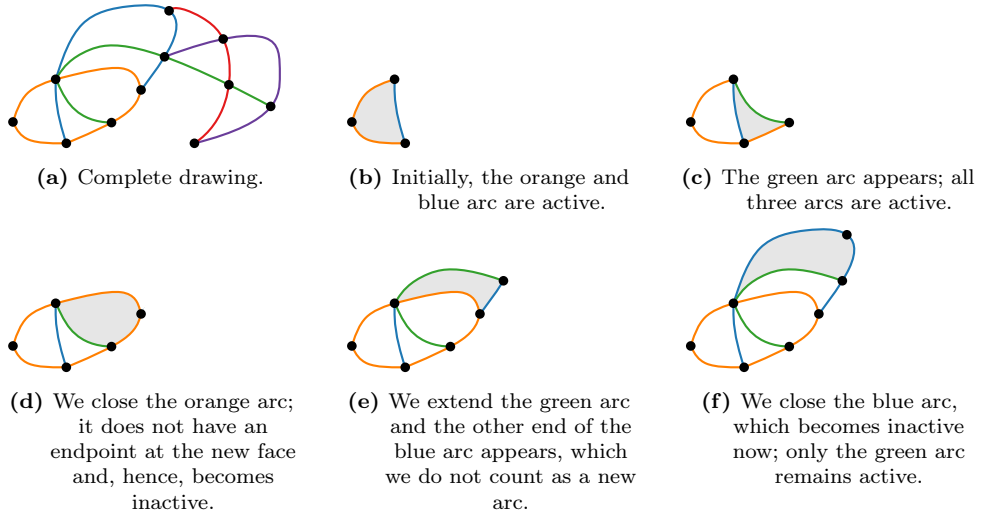 (a) Complete drawing.
(b) Initially, the orange and
blue arc are active.
(c) The green arc appears; all
three arcs are active.
(d) We close the orange arc;
it does not have an
endpoint at the new face
and, hence, becomes
inactive.
(e) We extend the green arc
and the other end of the
blue arc appears, which
we do not count as a new
arc.
(f) We close the blue arc,
which becomes inactive
now; only the green arc
remains active.